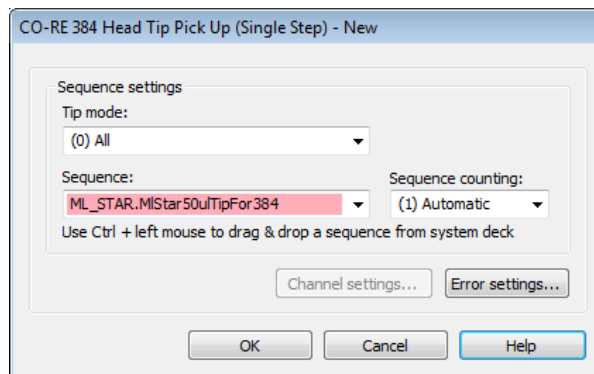 CO-RE 384 Head Tip Pick Up (Single Step) - New
Sequence settings
Tip mode:
(0) All
Sequence:
Sequence counting:
ML_STAR.MlStar50ulTipFor384
(1) Automatic
Use Ctrl + left mouse to drag & drop a sequence from system deck
Channel settings...
Error settings...
OK
Cancel
Help